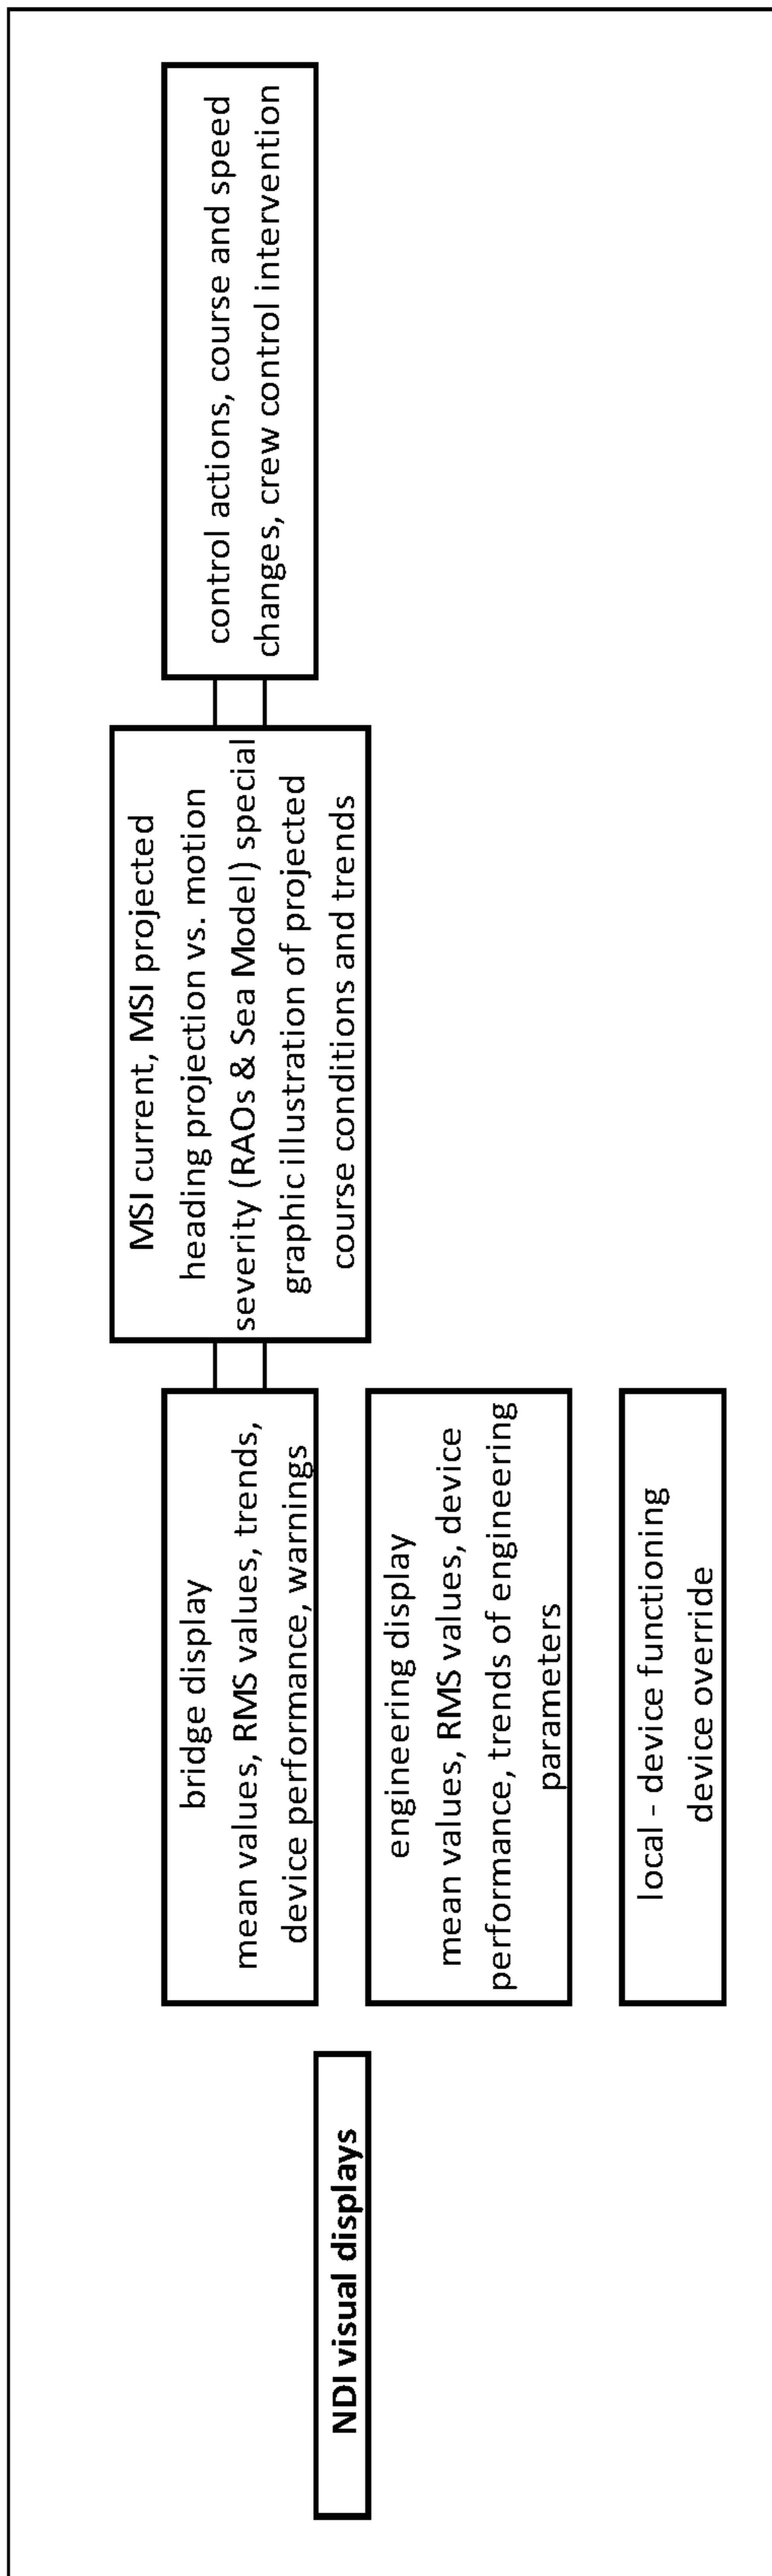 NDI visual displays
bridge display
mean values, RMS values, trends,
device performance, warnings
engineering display
mean values, RMS values, device
performance, trends of engineering
parameters
local - device functioning
device override
MSI current, MSI projected
heading projection vs. motion
severity (RAOs & Sea Model) special
graphic illustration of projected
course conditions and trends
control actions, course and speed
changes, crew control intervention